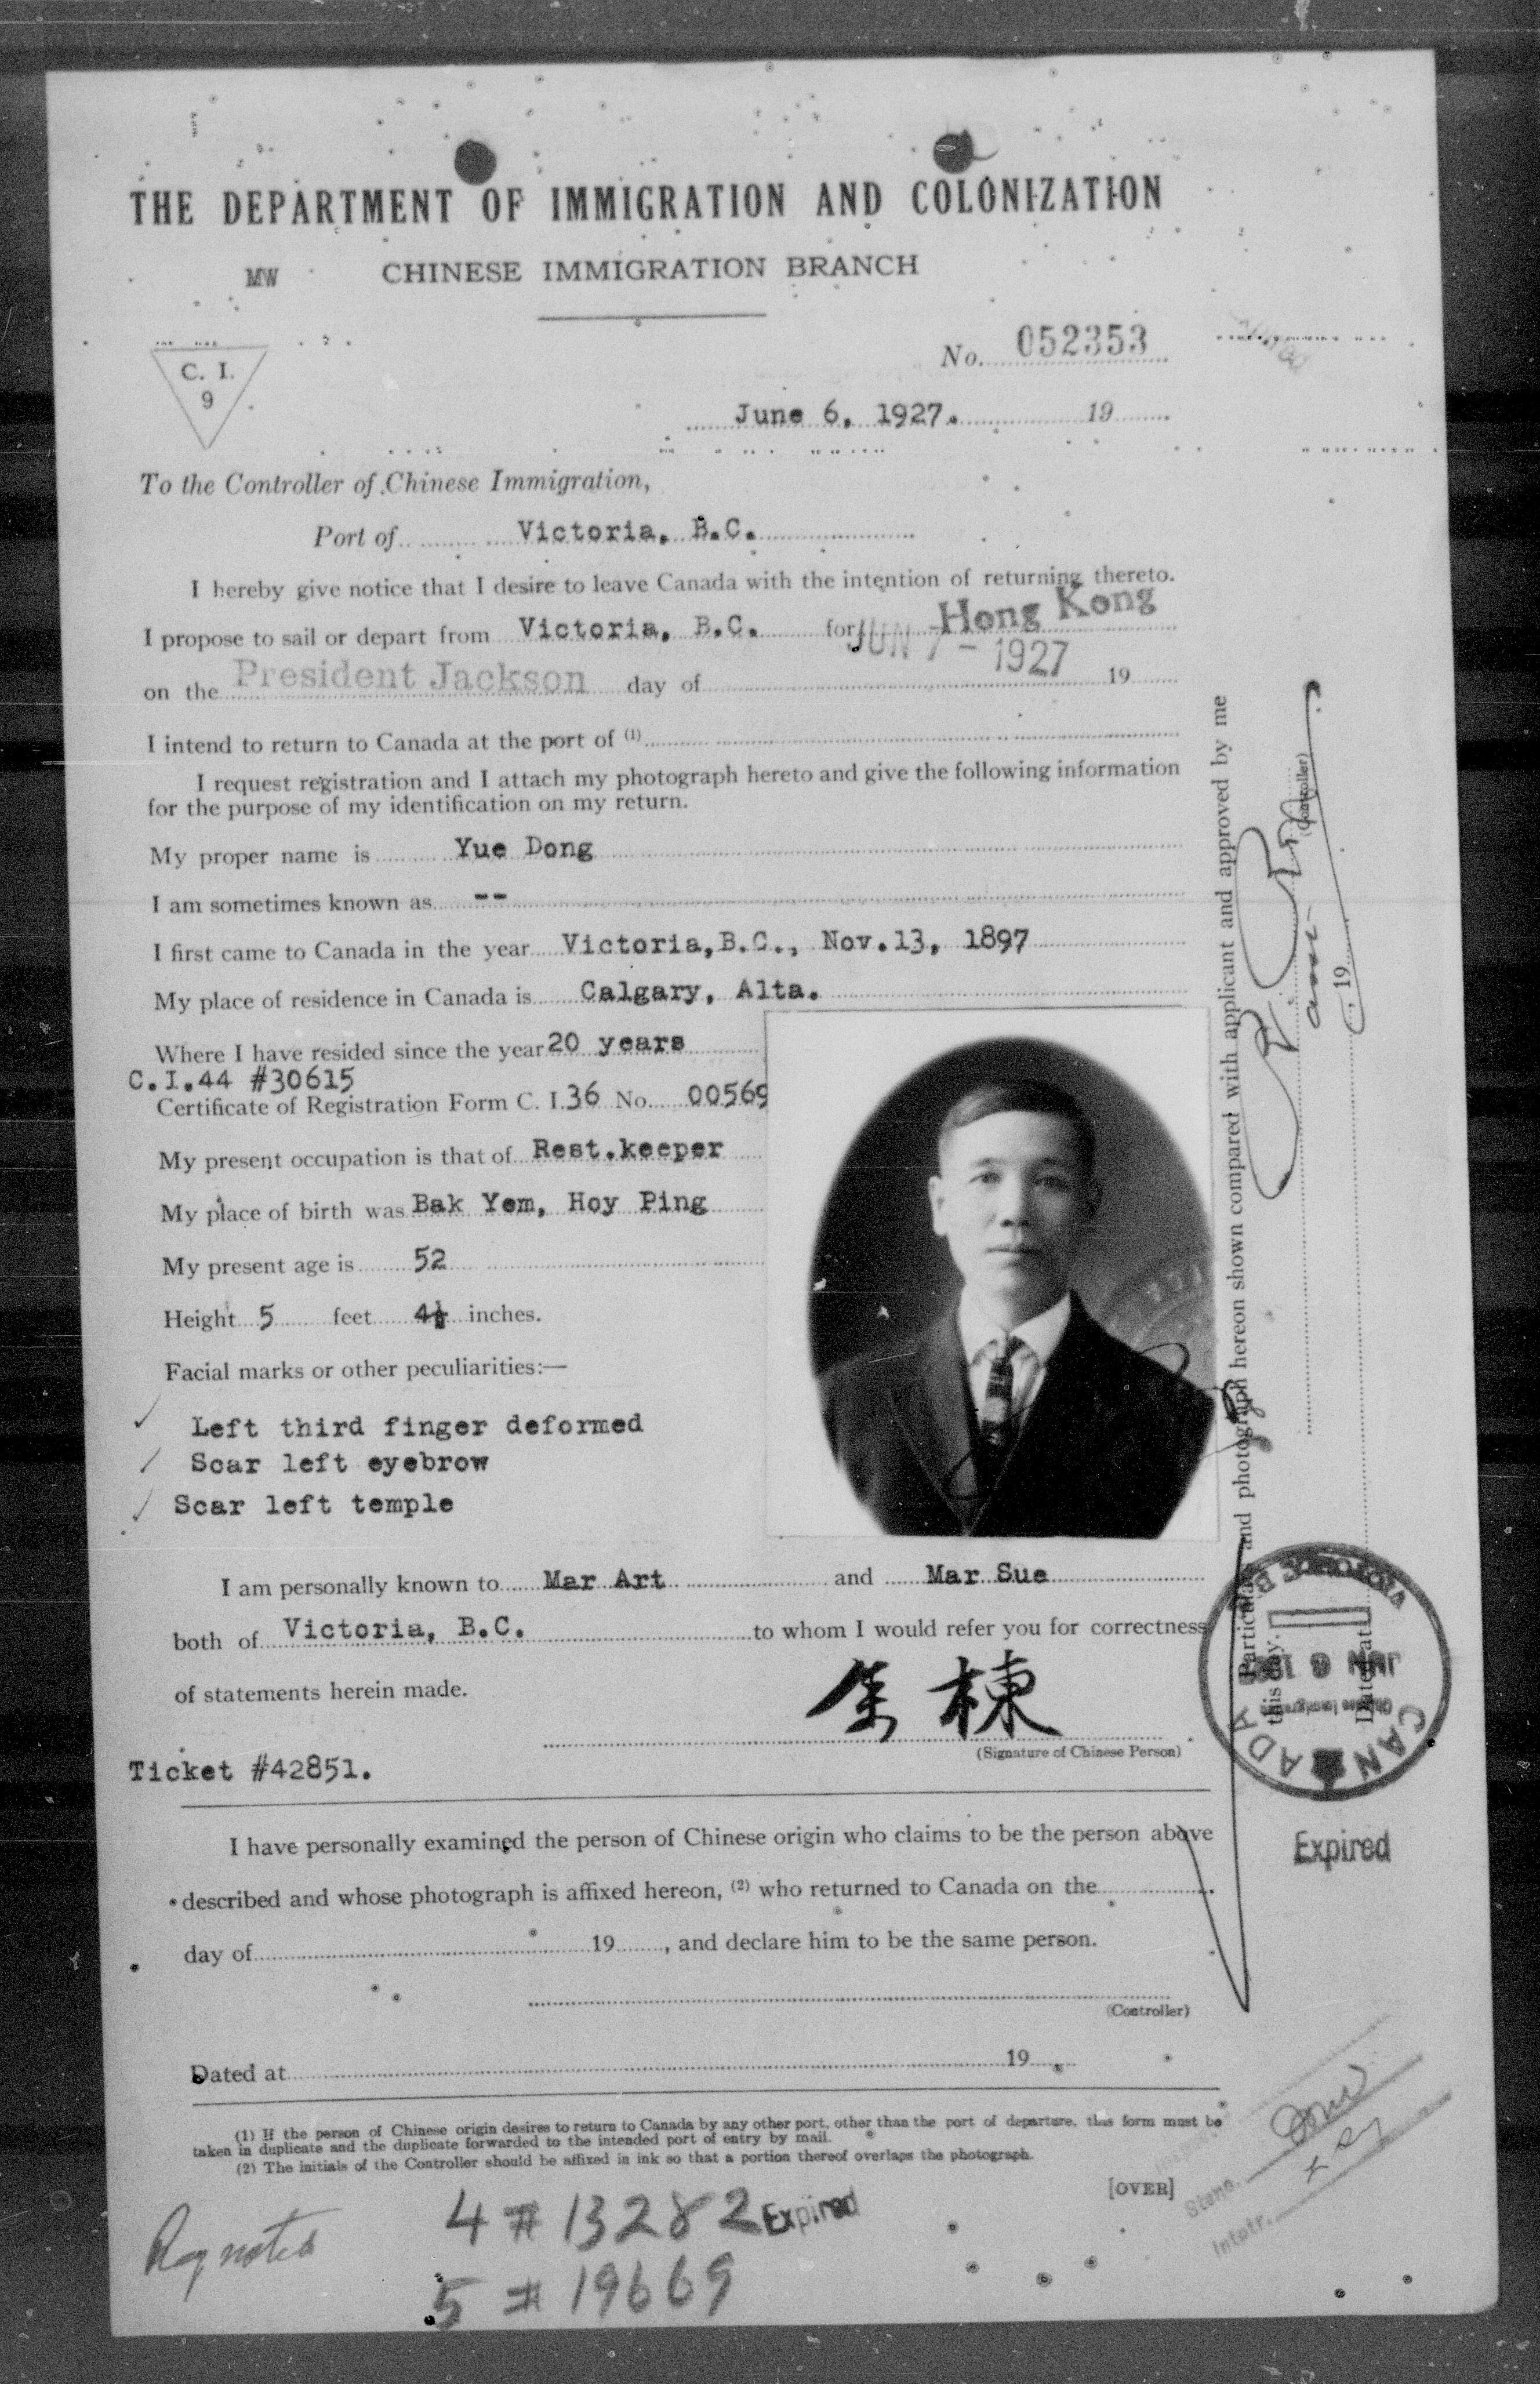 THE DEPARTMENT OF IMMIGRATION AND COLONIZATION
MW CHINESE IMMIGRATION BRANCH
C. I.
9
No. 052353
June 6, 1927. 19
To the Controller of Chinese Immigration,
Port of Victoria, B.C.
I hereby give notice that I desire to leave Canada with the intention of returning thereto.
I propose to sail or depart from Victoria, B.C. for Hong Kong
JUN 7 - 1927
on the President Jackson day of 19
I intend to return to Canada at the port of (1)
I request registration and I attach my photograph hereto and give the following information
for the purpose of my identification on my return.
My proper name is Yue Dong
I am sometimes known as --
I first came to Canada in the year Victoria, B.C., Nov. 13, 1897
My place of residence in Canada is Calgary, Alta.
Where I have resided since the year 20 years
C.I.44 #30615
Certificate of Registration Form C. I. 36 No. 00569
My present occupation is that of Rest. keeper
My place of birth was Bak Yem, Hoy Ping
My present age is 52
Height 5 feet 4½ inches.
Facial marks or other peculiarities:—
Left third finger deformed
Scar left eyebrow
Scar left temple
I am personally known to Mar Art and Mar Sue
both of Victoria, B.C. to whom I would refer you for correctness
of statements herein made.
余棟
(Signature of Chinese Person)
Ticket #42851.
I have personally examined the person of Chinese origin who claims to be the person above
described and whose photograph is affixed hereon, (2) who returned to Canada on the
day of 19, and declare him to be the same person.
(Controller)
Dated at 19
(1) If the person of Chinese origin desires to return to Canada by any other port, other than the port of departure, this form must be
taken in duplicate and the duplicate forwarded to the intended port of entry by mail.
(2) The initials of the Controller should be affixed in ink so that a portion thereof overlaps the photograph.
[OVER]
4 # 13282 Expired
5 # 19669
Reg noted
Steno.
Intptr.
Particulars and photograph hereon shown compared with applicant and approved by me
this day.
(Controller)
Dated at , 19
VICTORIA B.C.
JUN 6 1927
Chinese Immigration
CANADA
Expired